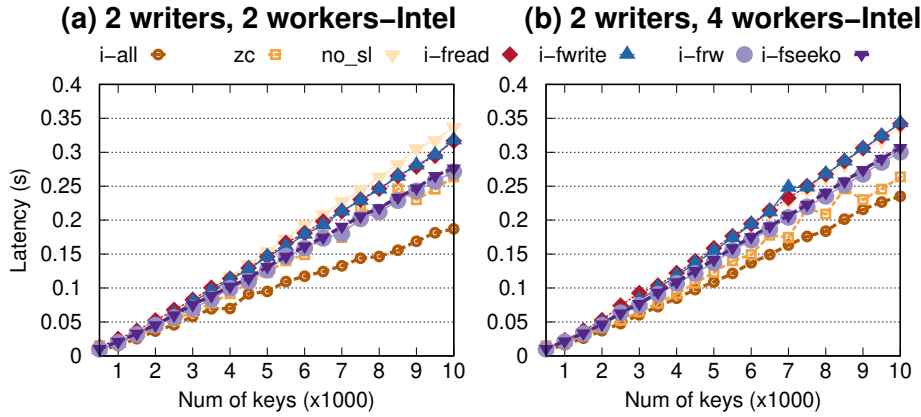 (a) 2 writers, 2 workers−Intel (b) 2 writers, 4 workers−Intel
i−all zc no_sl i−fread i−fwrite i−frw i−fseeko
0.4
0.35
0.3
0.25
0.2
0.15
0.1
0.05
0
Latency (s)
1 2 3 4 5 6 7 8 9 10
Num of keys (x1000)
0.4
0.35
0.3
0.25
0.2
0.15
0.1
0.05
0
1 2 3 4 5 6 7 8 9 10
Num of keys (x1000)